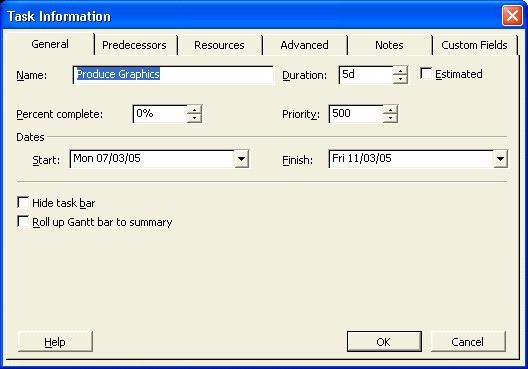 Task Information
General Predecessors Resources Advanced Notes Custom Fields
Name: Produce Graphics Duration: 5d Estimated
Percent complete: 0% Priority: 500
Dates
Start: Mon 07/03/05 Finish: Fri 11/03/05
Hide task bar
Roll up Gantt bar to summary
Help OK Cancel